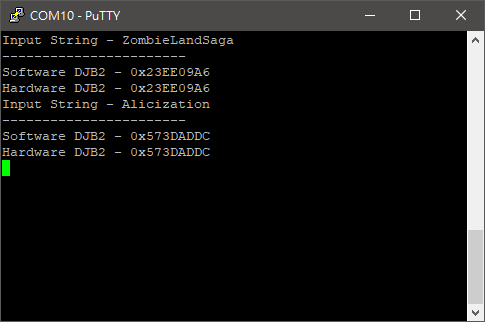 COM10 - PuTTY
Input String - ZombieLandSaga
-----------------------
Software DJB2 - 0x23EE09A6
Hardware DJB2 - 0x23EE09A6
Input String - Alicization
-----------------------
Software DJB2 - 0x573DADDC
Hardware DJB2 - 0x573DADDC